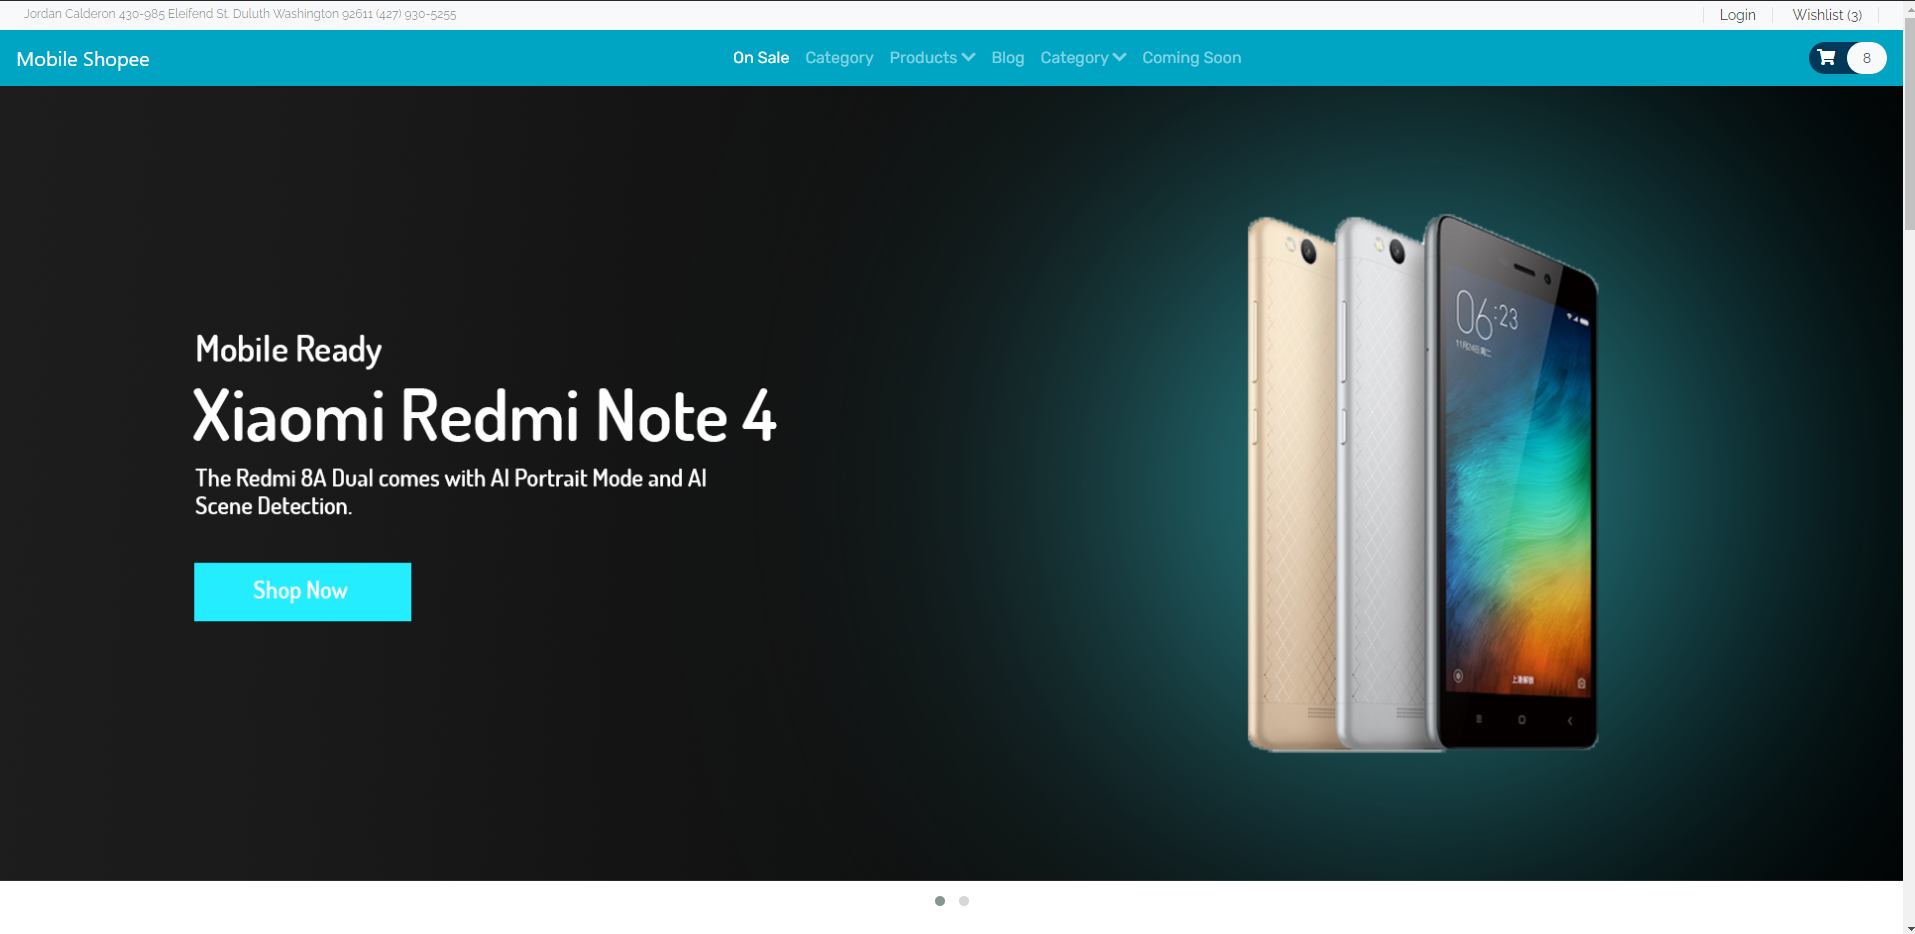 Jordan Calderon 430-985 Eleifend St. Duluth Washington 92611 (427) 930-5255
Login
Wishlist (3)
Mobile Shopee
On Sale
Category
Products
Blog
Category
Coming Soon
8
Mobile Ready
Xiaomi Redmi Note 4
The Redmi 8A Dual comes with AI Portrait Mode and AI
Scene Detection.
Shop Now
06:23